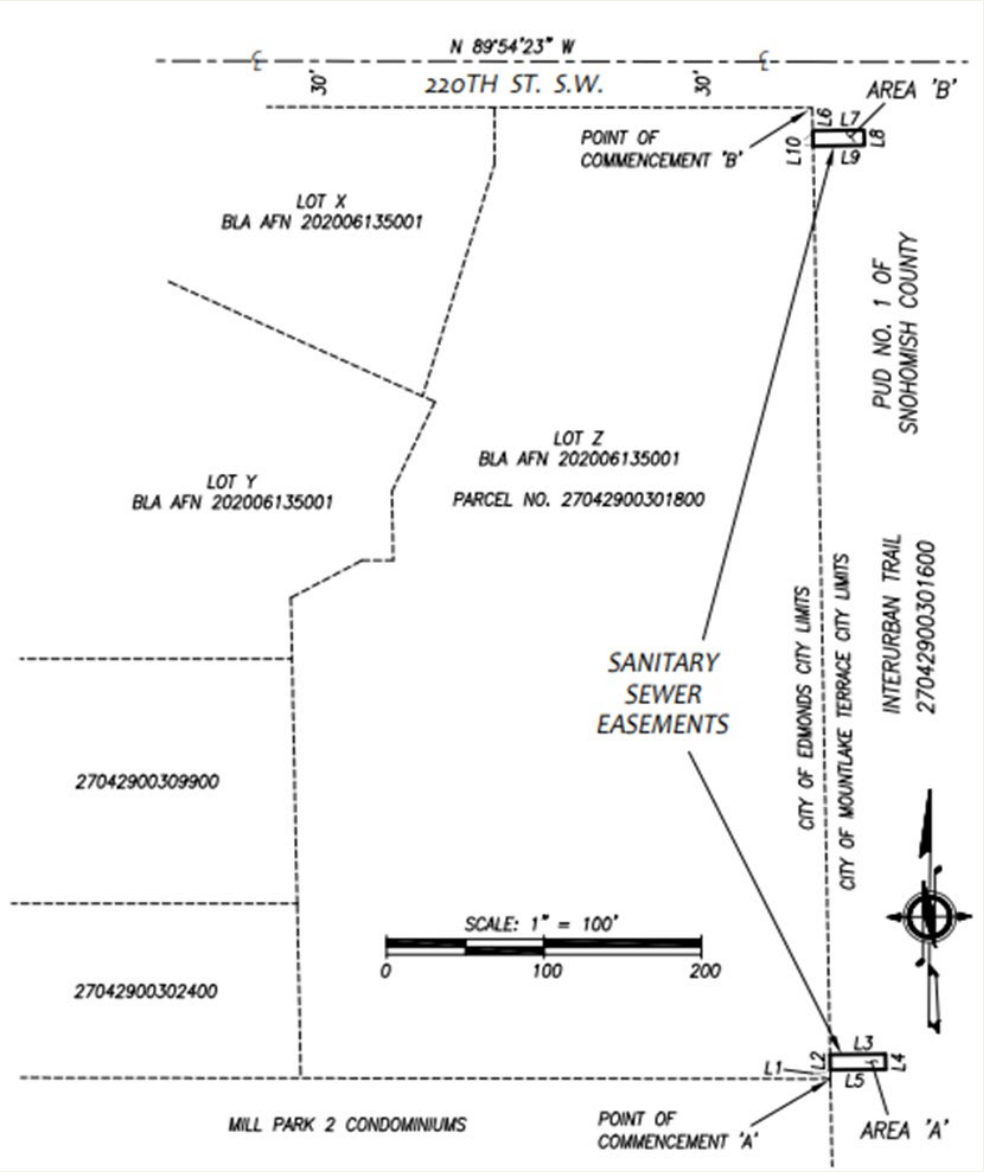 N 89°54'23" W
℄
℄
30'
220TH ST. S.W.
30'
AREA 'B'
POINT OF
COMMENCEMENT 'B'
L6
L7
L8
L10
L9
LOT X
BLA AFN 202006135001
PUD NO. 1 OF
SNOHOMISH COUNTY
LOT Z
BLA AFN 202006135001
PARCEL NO. 27042900301800
LOT Y
BLA AFN 202006135001
INTERURBAN TRAIL
27042900301600
CITY OF EDMONDS CITY LIMITS
CITY OF MOUNTLAKE TERRACE CITY LIMITS
SANITARY
SEWER
EASEMENTS
27042900309900
SCALE: 1" = 100'
0
100
200
27042900302400
L1
L2
L3
L4
L5
MILL PARK 2 CONDOMINIUMS
POINT OF
COMMENCEMENT 'A'
AREA 'A'